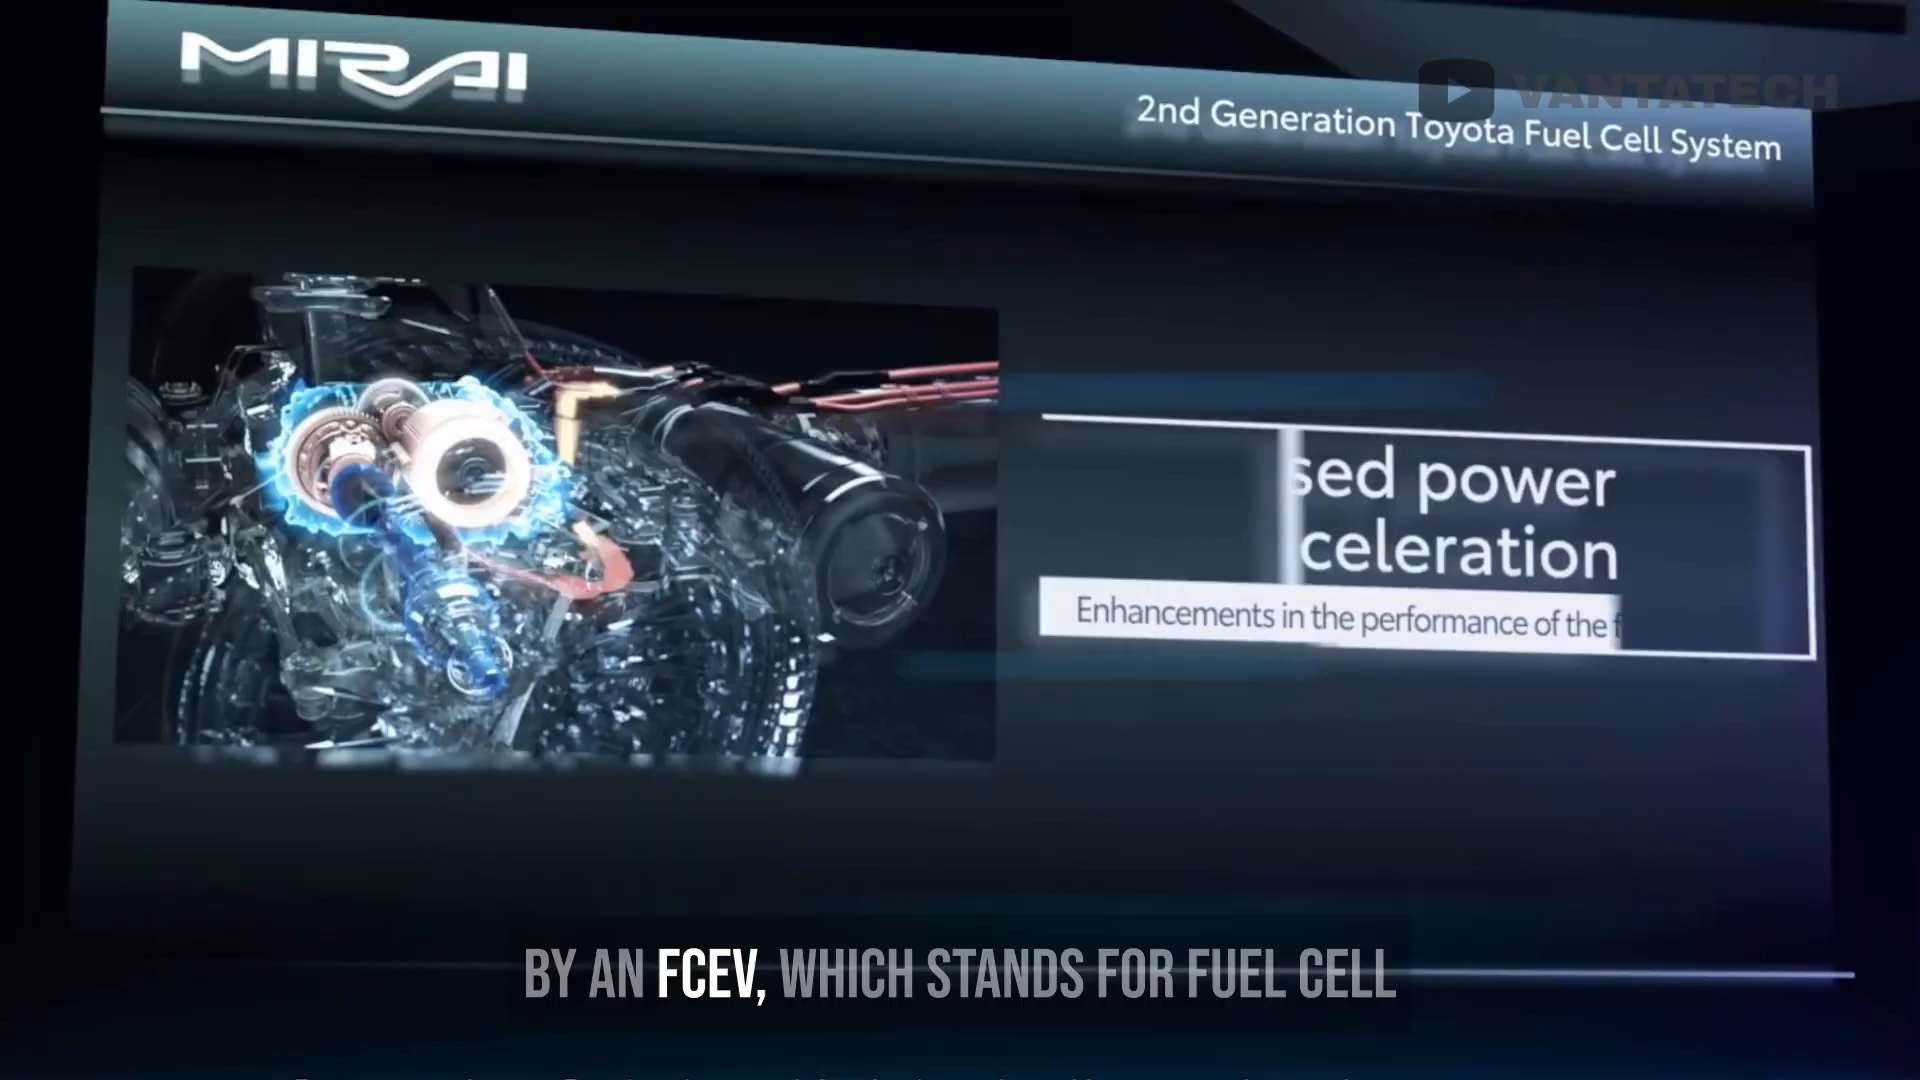 MIRAI
VANTATECH
2nd Generation Toyota Fuel Cell System
sed power
celeration
Enhancements in the performance of the
BY AN FCEV, WHICH STANDS FOR FUEL CELL